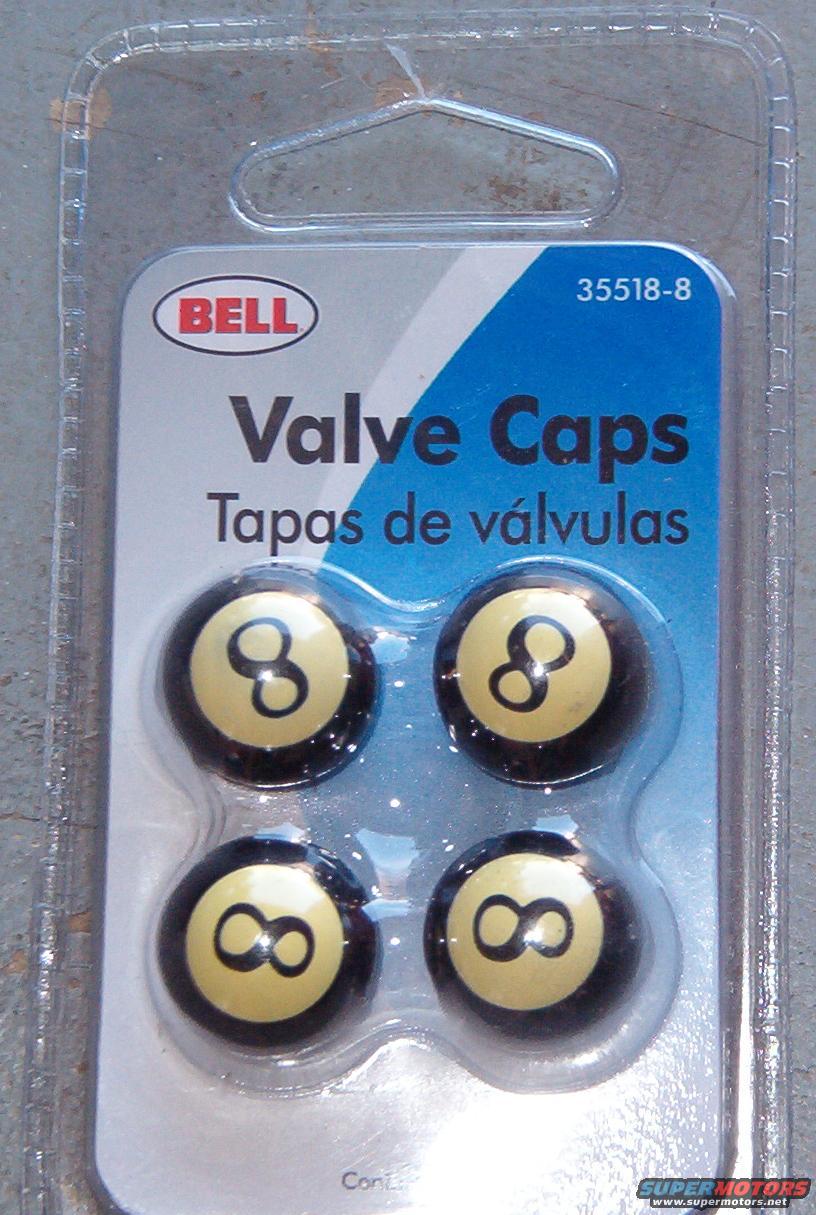 BELL
35518-8
Valve Caps
Tapas de válvulas
8 8
8 8
SUPERMOTORS
www.supermotors.net